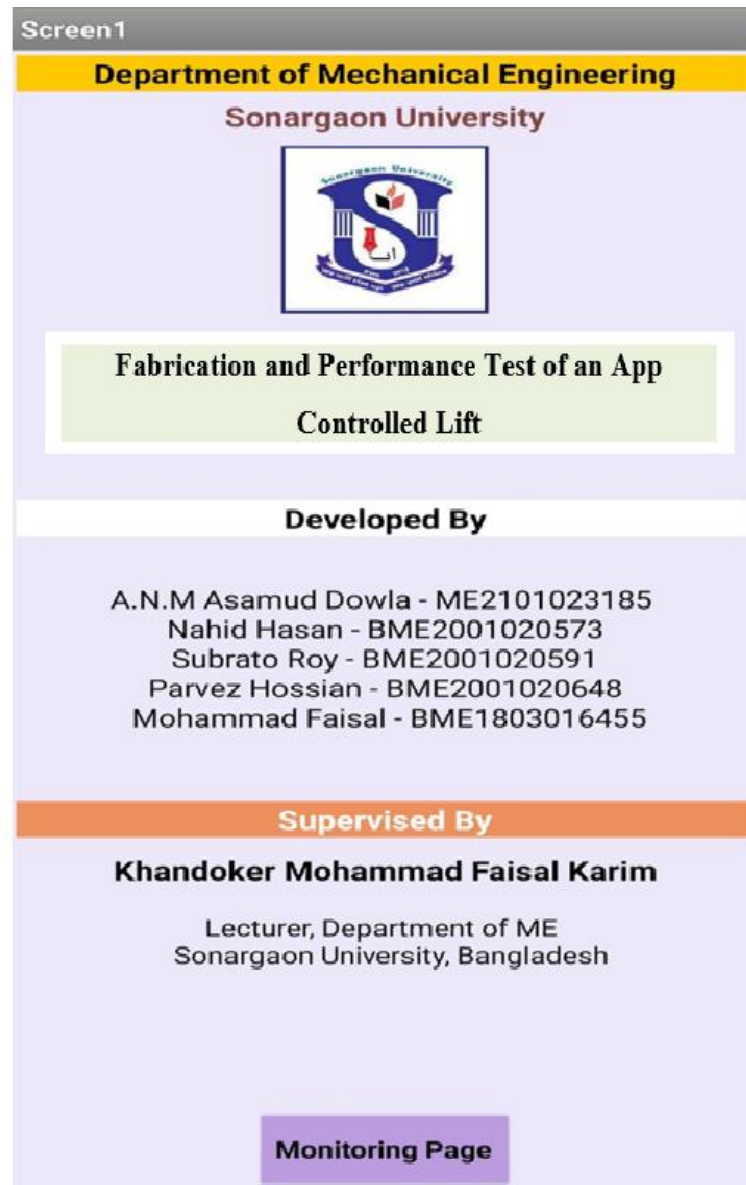 Screen1
Department of Mechanical Engineering
Sonargaon University
Sonargaon University
Fabrication and Performance Test of an App
Controlled Lift
Developed By
A.N.M Asamud Dowla - ME2101023185
Nahid Hasan - BME2001020573
Subrato Roy - BME2001020591
Parvez Hossian - BME2001020648
Mohammad Faisal - BME1803016455
Supervised By
Khandoker Mohammad Faisal Karim
Lecturer, Department of ME
Sonargaon University, Bangladesh
Monitoring Page